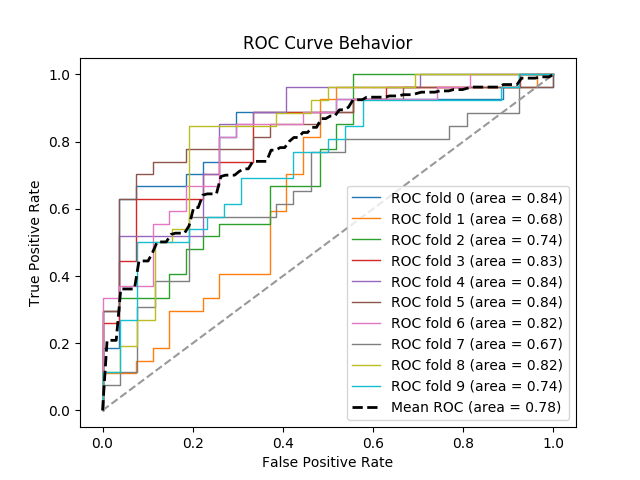 ROC Curve Behavior
True Positive Rate
1.0
0.8
0.6
0.4
0.2
0.0
ROC fold 0 (area = 0.84)
ROC fold 1 (area = 0.68)
ROC fold 2 (area = 0.74)
ROC fold 3 (area = 0.83)
ROC fold 4 (area = 0.84)
ROC fold 5 (area = 0.84)
ROC fold 6 (area = 0.82)
ROC fold 7 (area = 0.67)
ROC fold 8 (area = 0.82)
ROC fold 9 (area = 0.74)
Mean ROC (area = 0.78)
0.0 0.2 0.4 0.6 0.8 1.0
False Positive Rate